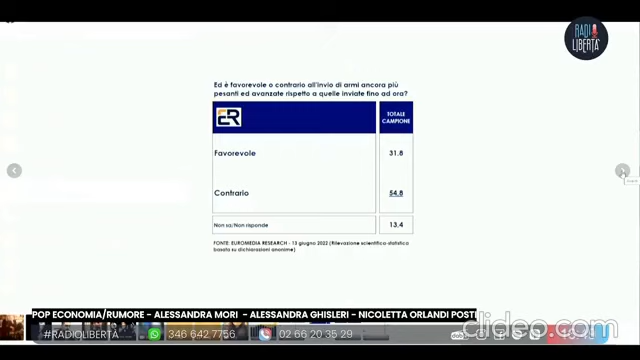 RADIO
LIBERTÀ
Ed è favorevole o contrario all'invio di armi ancora più
pesanti ed avanzate rispetto a quelle inviate fino ad ora?
ER
TOTALE
CAMPIONE
Favorevole 31,8
Contrario 54,8
Non sa/Non risponde 13,4
FONTE: EUROMEDIA RESEARCH - 13 giugno 2022 (Rilevazione scientifico-statistica
basata su dichiarazioni anonime)
POP ECONOMIA/RUMORE - ALESSANDRA MORI - ALESSANDRA GHISLERI - NICOLETTA ORLANDI POSTI
#RADIOLIBERTÀ 346 642 7756 02 66 20 35 29
clideo.com